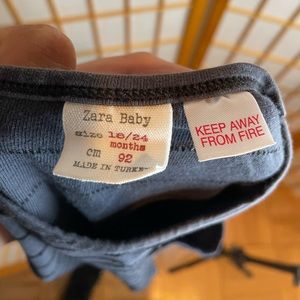 Zara Baby
size 18/24
months
cm 92
MADE IN TURKEY
KEEP AWAY
FROM FIRE